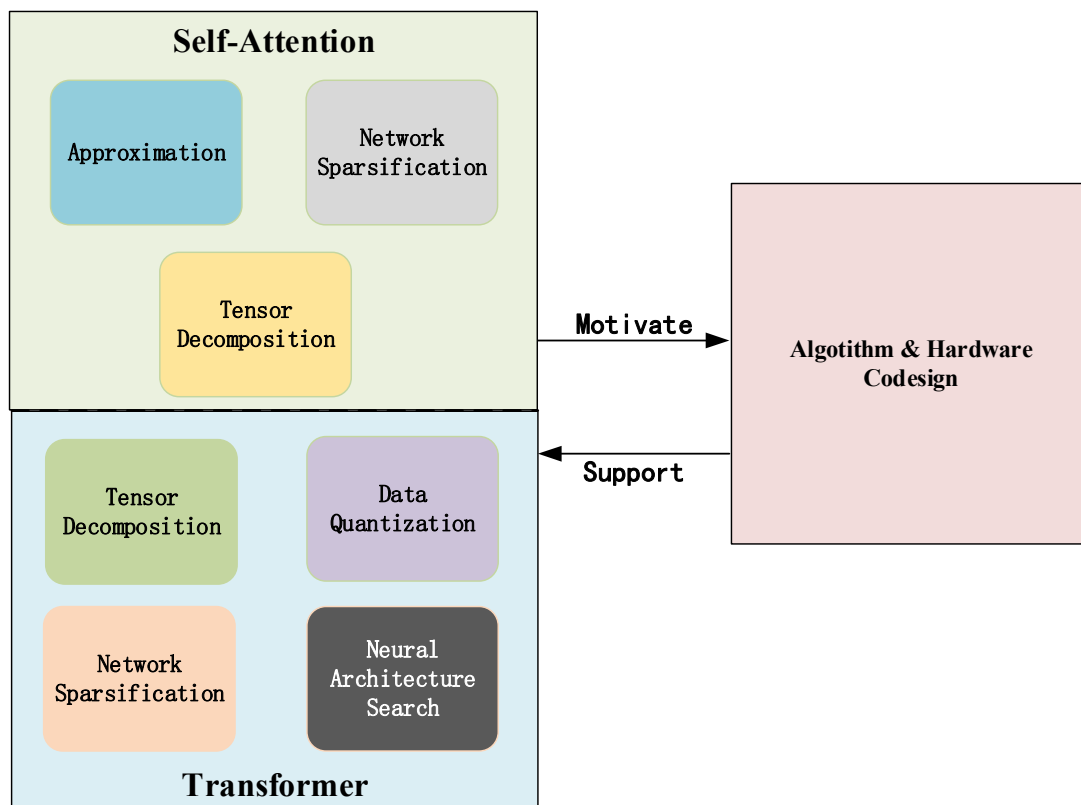 Self-Attention
Approximation
Network
Sparsification
Tensor
Decomposition
Motivate
Algotithm & Hardware
Codesign
Support
Tensor
Decomposition
Data
Quantization
Network
Sparsification
Neural
Architecture
Search
Transformer